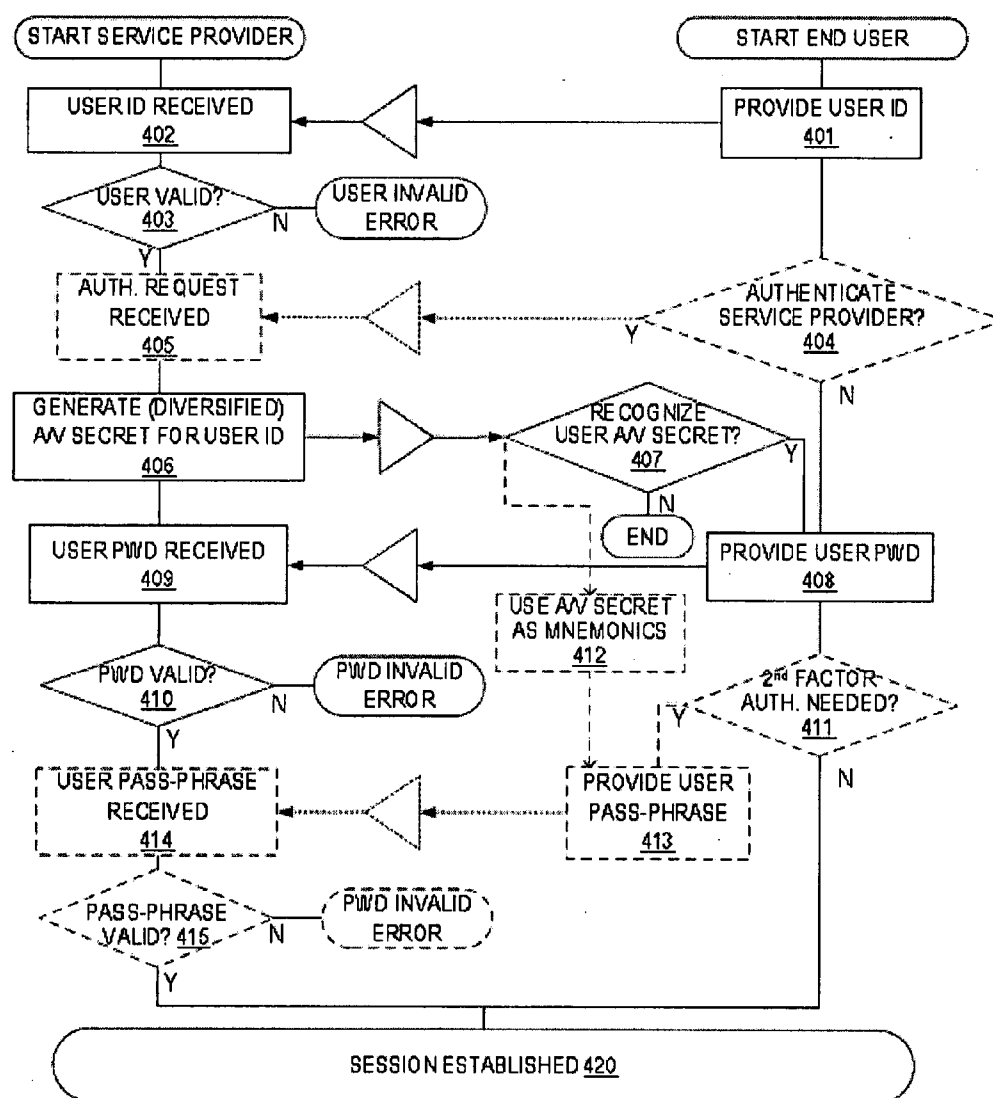 START SERVICE PROVIDER
START END USER
USER ID RECEIVED
402
PROVIDE USER ID
401
USER VALID?
403
N
Y
USER INVALID
ERROR
AUTH. REQUEST
RECEIVED
405
AUTHENTICATE
SERVICE PROVIDER?
404
Y
N
GENERATE (DIVERSIFIED)
A/V SECRET FOR USER ID
406
RECOGNIZE
USER A/V SECRET?
407
Y
N
END
USER PWD RECEIVED
409
PROVIDE USER PWD
408
USE A/V SECRET
AS MNEMONICS
412
PWD VALID?
410
N
Y
PWD INVALID
ERROR
2nd FACTOR
AUTH. NEEDED?
411
Y
N
USER PASS-PHRASE
RECEIVED
414
PROVIDE USER
PASS-PHRASE
413
PASS-PHRASE
VALID? 415
N
Y
PWD INVALID
ERROR
SESSION ESTABLISHED 420